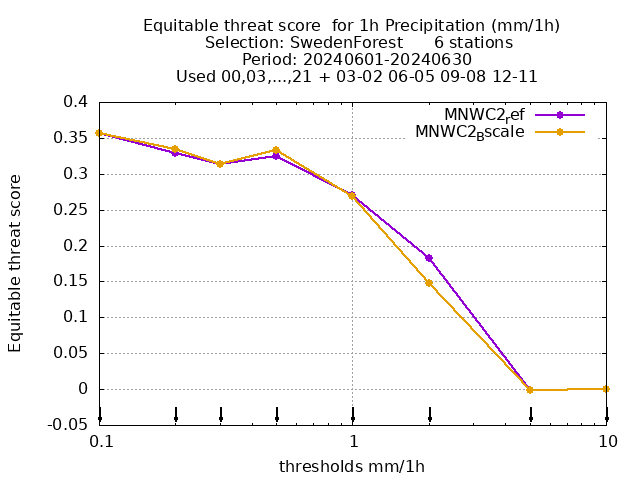 Equitable threat score  for 1h Precipitation (mm/1h)
Selection: SwedenForest      6 stations
Period: 20240601-20240630
Used 00,03,...,21 + 03-02 06-05 09-08 12-11
MNWC2ref
MNWC2Bscale
0.4
0.35
0.3
0.25
0.2
0.15
0.1
0.05
0
-0.05
Equitable threat score
0.1
1
10
thresholds mm/1h